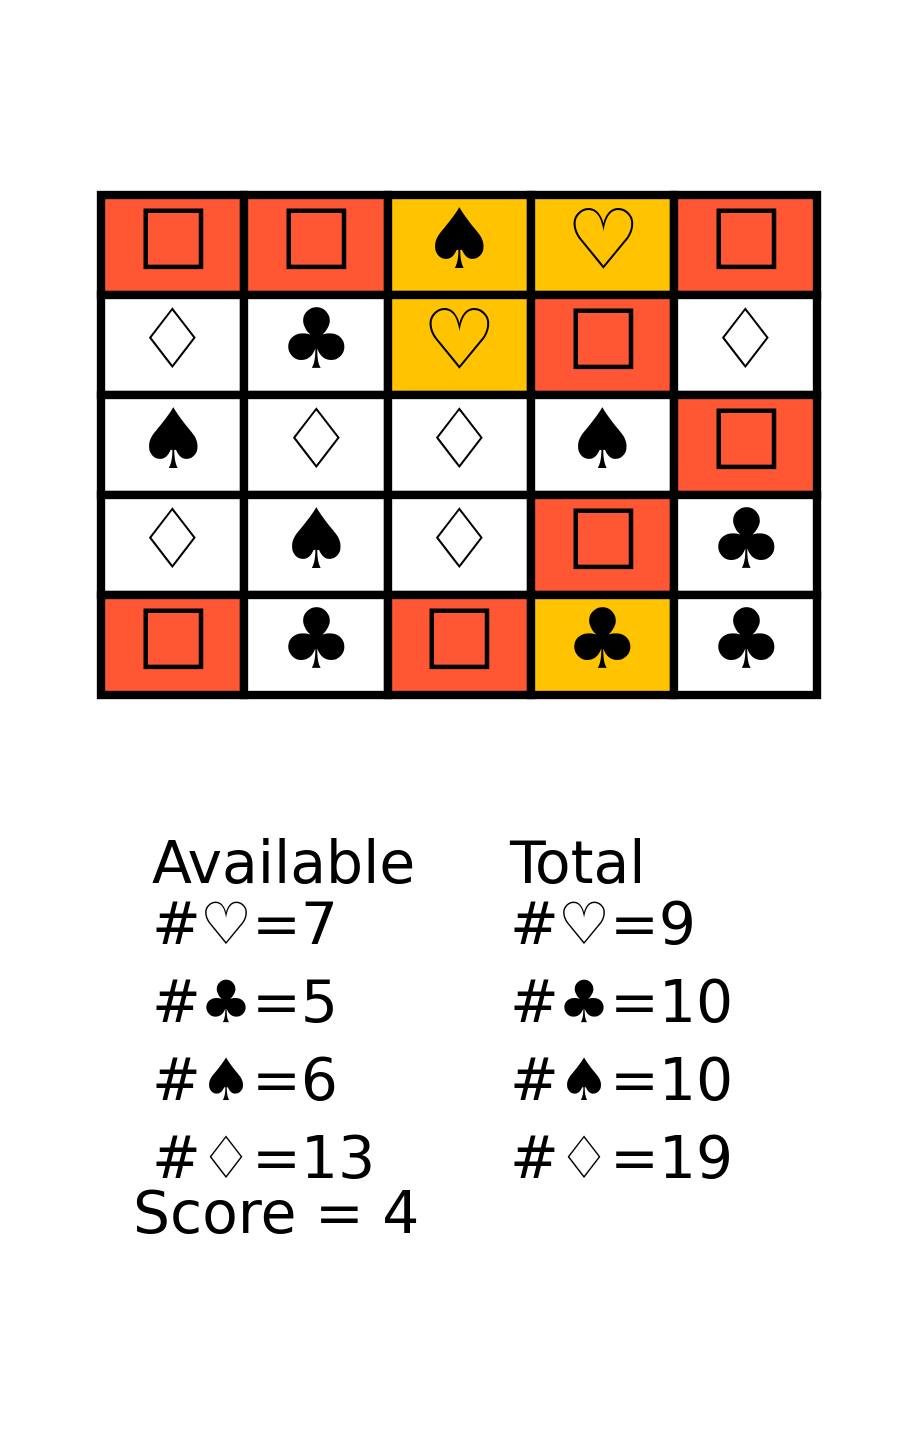 □ □ ♠ ♡ □
♢ ♣ ♡ □ ♢
♠ ♢ ♢ ♠ □
♢ ♠ ♢ □ ♣
□ ♣ □ ♣ ♣
Available Total
#♡=7 #♡=9
#♣=5 #♣=10
#♠=6 #♠=10
#♢=13 #♢=19
Score = 4